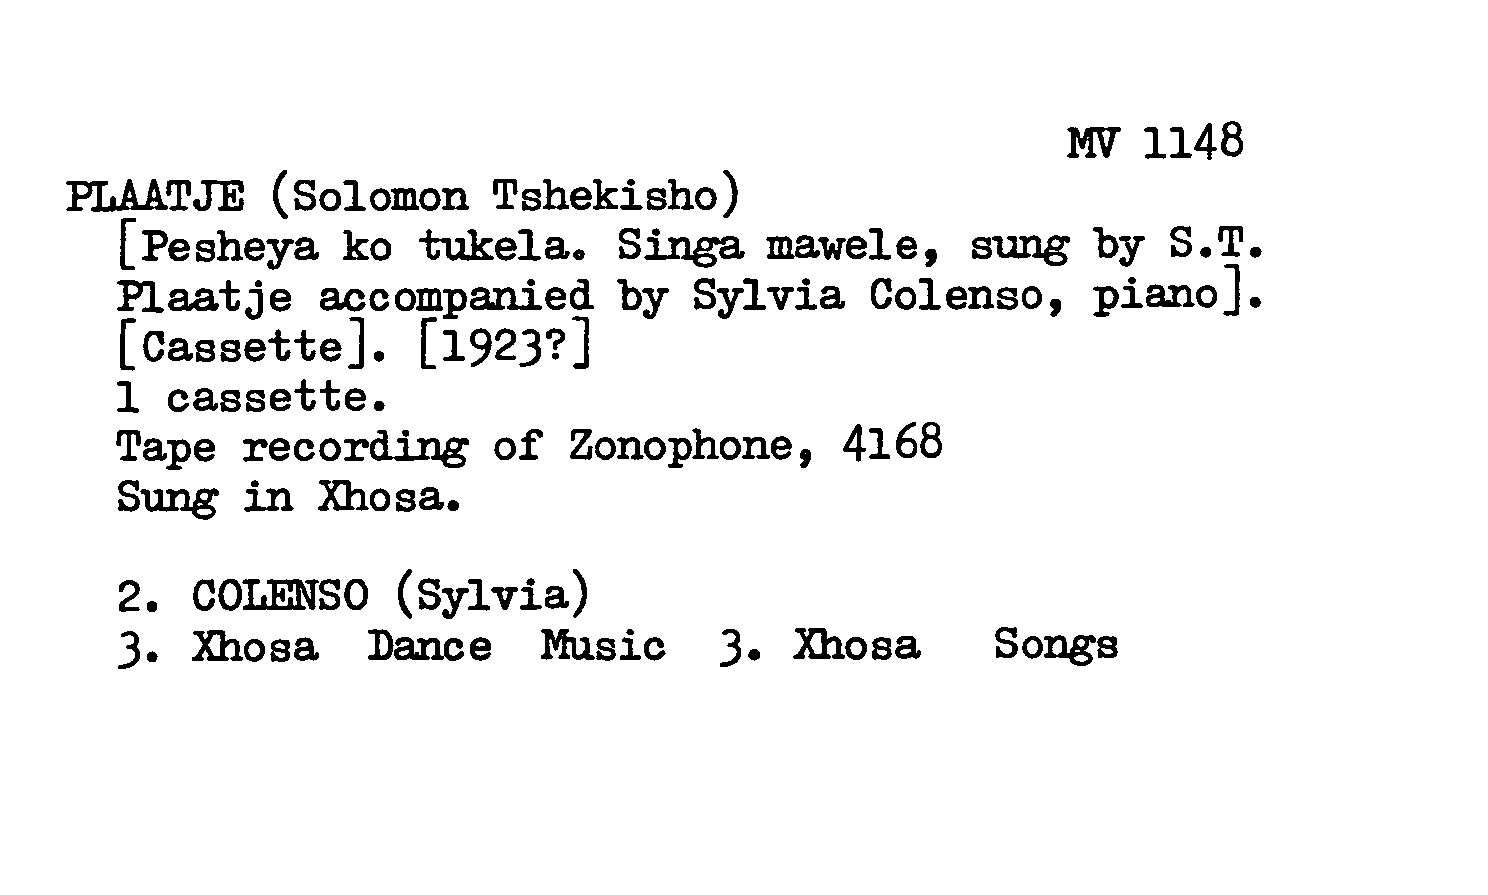 MV 1148
PLAATJE (Solomon Tshekisho)
[Pesheya ko tukela. Singa mawele, sung by S.T.
Plaatje accompanied by Sylvia Colenso, piano].
[Cassette]. [1923?]
1 cassette.
Tape recording of Zonophone, 4168
Sung in Xhosa.
2. COLENSO (Sylvia)
3. Xhosa Dance Music 3. Xhosa Songs